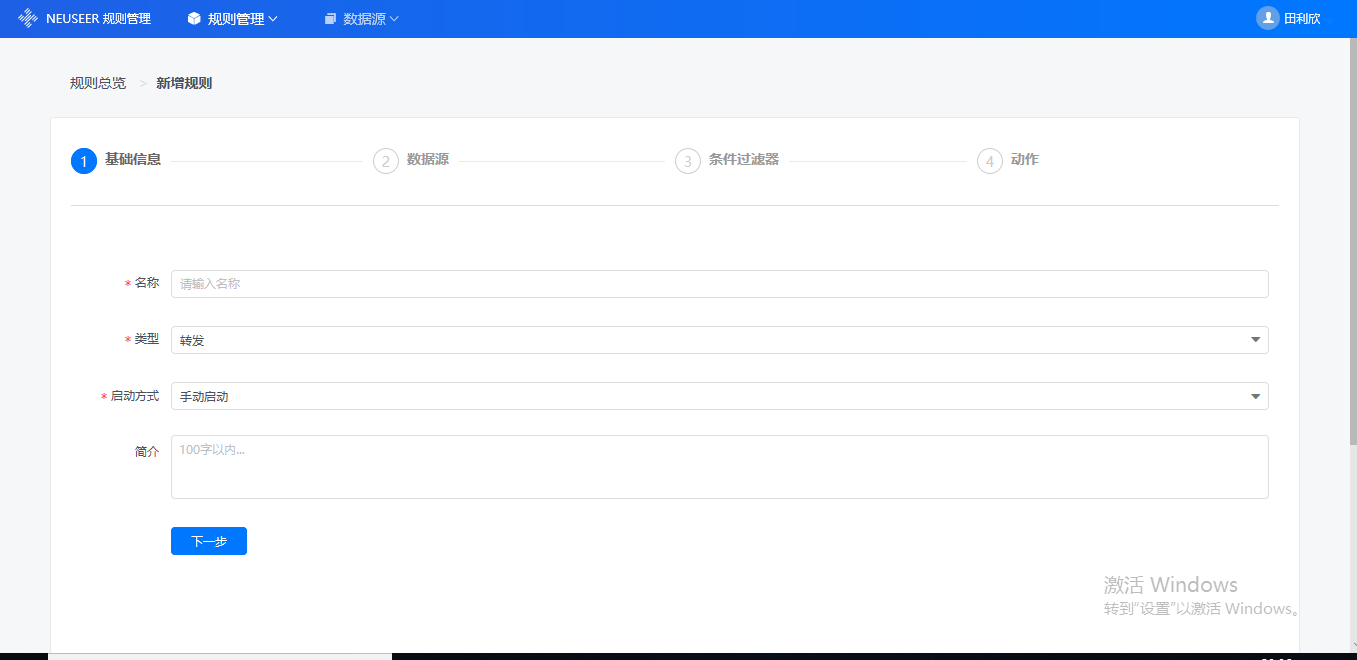 NEUSEER 规则管理 规则管理 数据源 田利欣
规则总览 > 新增规则
1 基础信息 2 数据源 3 条件过滤器 4 动作
* 名称 请输入名称
* 类型 转发
* 启动方式 手动启动
简介 100字以内...
下一步
激活 Windows
转到“设置”以激活 Windows。